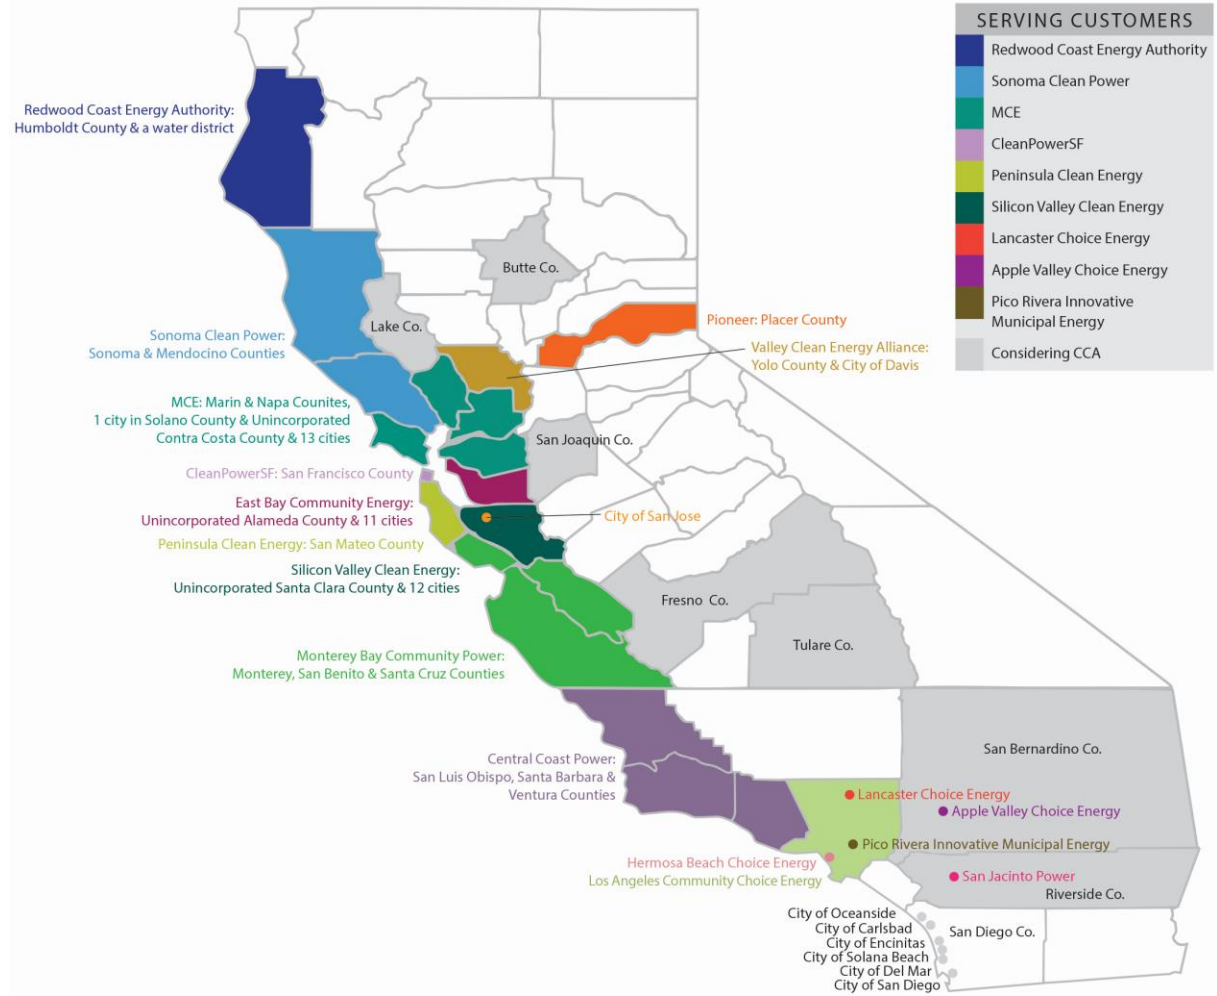 SERVING CUSTOMERS
Redwood Coast Energy Authority
Sonoma Clean Power
MCE
CleanPowerSF
Peninsula Clean Energy
Silicon Valley Clean Energy
Lancaster Choice Energy
Apple Valley Choice Energy
Pico Rivera Innovative
Municipal Energy
Considering CCA
Redwood Coast Energy Authority:
Humboldt County & a water district
Butte Co.
Lake Co.
Pioneer: Placer County
Sonoma Clean Power:
Sonoma & Mendocino Counties
Valley Clean Energy Alliance:
Yolo County & City of Davis
MCE: Marin & Napa Counites,
1 city in Solano County & Unincorporated
Contra Costa County & 13 cities
San Joaquin Co.
CleanPowerSF: San Francisco County
East Bay Community Energy:
Unincorporated Alameda County & 11 cities
City of San Jose
Peninsula Clean Energy: San Mateo County
Silicon Valley Clean Energy:
Unincorporated Santa Clara County & 12 cities
Fresno Co.
Tulare Co.
Monterey Bay Community Power:
Monterey, San Benito & Santa Cruz Counties
San Bernardino Co.
Central Coast Power:
San Luis Obispo, Santa Barbara &
Ventura Counties
Lancaster Choice Energy
Apple Valley Choice Energy
Pico Rivera Innovative Municipal Energy
Hermosa Beach Choice Energy
Los Angeles Community Choice Energy
San Jacinto Power
Riverside Co.
City of Oceanside
City of Carlsbad
City of Encinitas
City of Solana Beach
City of Del Mar
City of San Diego
San Diego Co.